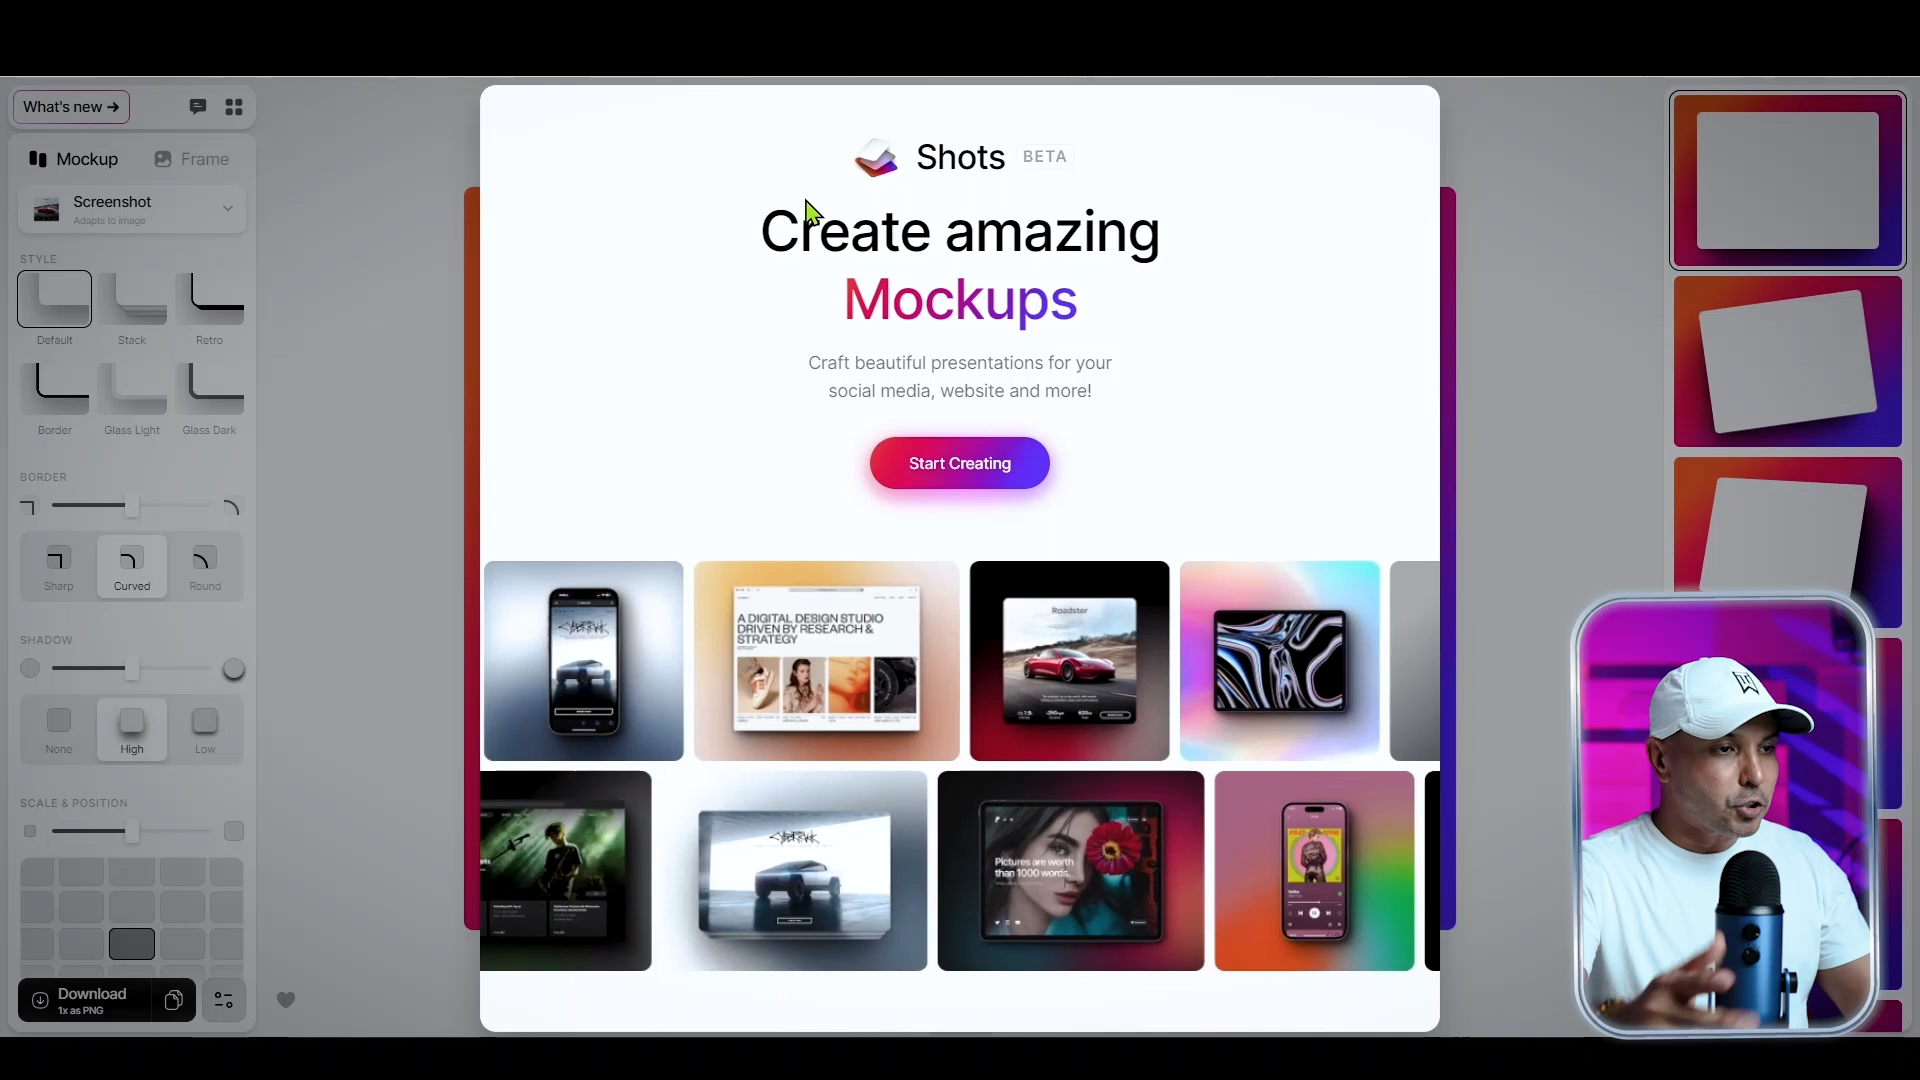 What's new →
Mockup
Frame
Screenshot
Adapts to image
STYLE
Default
Stack
Retro
Border
Glass Light
Glass Dark
BORDER
Sharp
Curved
Round
SHADOW
None
High
Low
SCALE & POSITION
Download
1x as PNG
Shots BETA
Create amazing
Mockups
Craft beautiful presentations for your
social media, website and more!
Start Creating
A DIGITAL DESIGN STUDIO
DRIVEN BY RESEARCH &
STRATEGY
Roadster
Pictures are worth
than 1000 words.